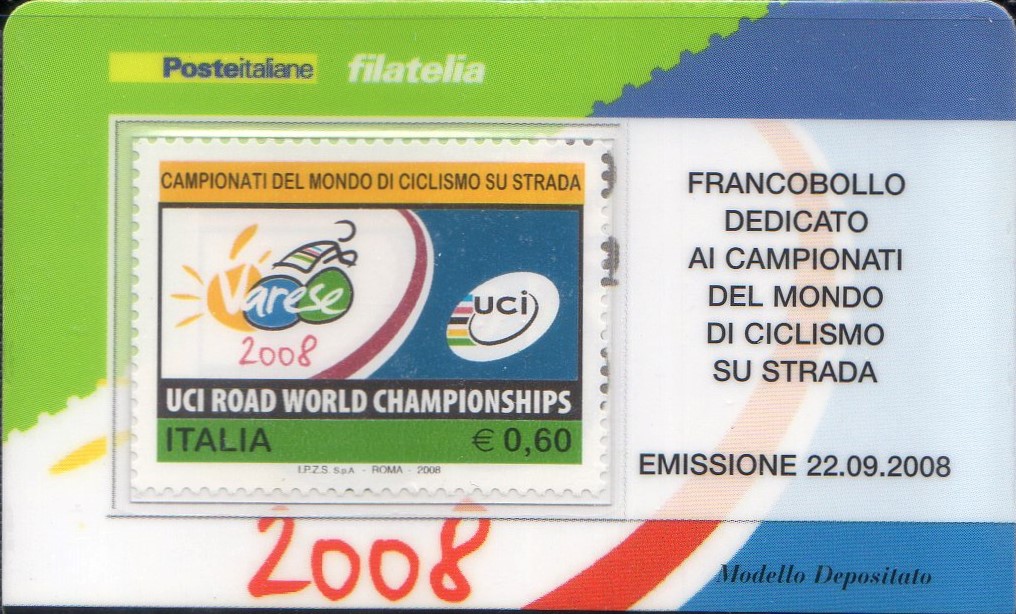 Posteitaliane filatelia
CAMPIONATI DEL MONDO DI CICLISMO SU STRADA
Varese
2008
uci
UCI ROAD WORLD CHAMPIONSHIPS
ITALIA € 0,60
I.P.Z.S. S.p.A. - ROMA - 2008
FRANCOBOLLO
DEDICATO
AI CAMPIONATI
DEL MONDO
DI CICLISMO
SU STRADA
EMISSIONE 22.09.2008
2008
Modello Depositato